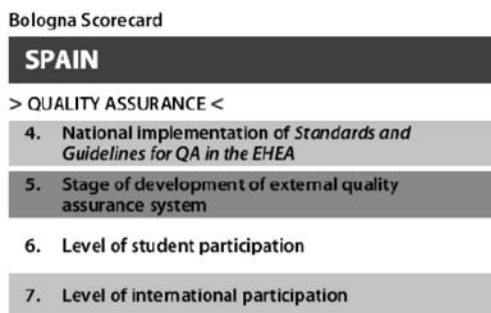 Bologna Scorecard
SPAIN
> QUALITY ASSURANCE <
4. National implementation of Standards and
Guidelines for QA in the EHEA
5. Stage of development of external quality
assurance system
6. Level of student participation
7. Level of international participation